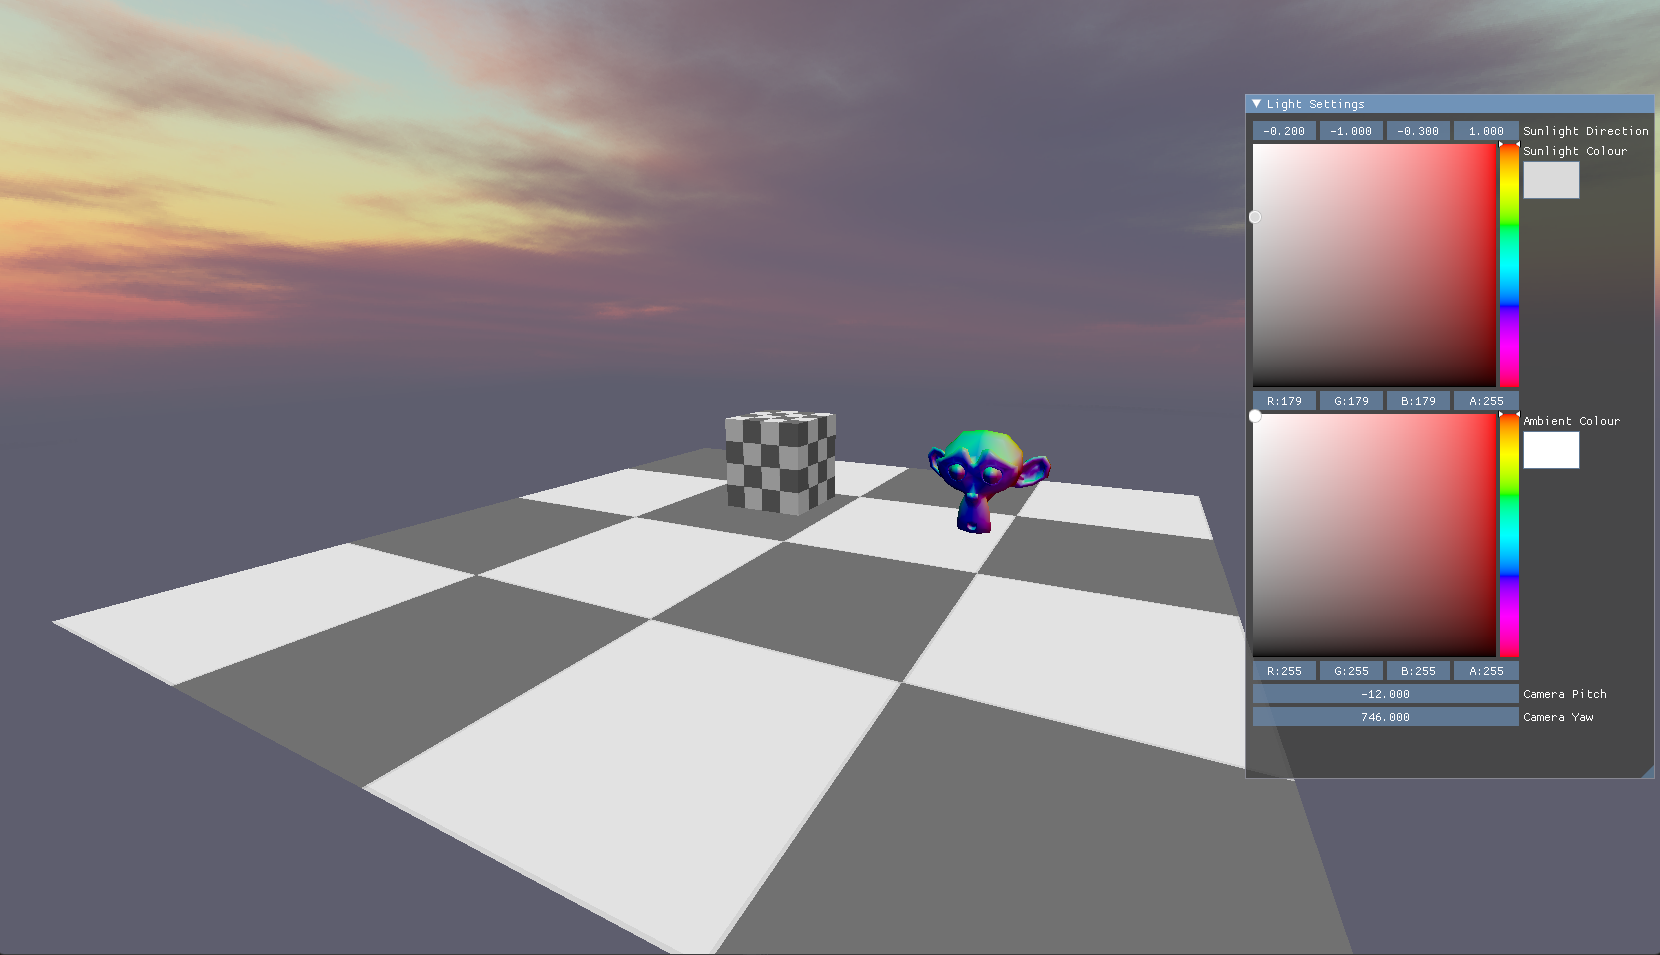 Light Settings
-0.200 -1.000 -0.300 1.000 Sunlight Direction
Sunlight Colour
R:179 G:179 B:179 A:255
Ambient Colour
R:255 G:255 B:255 A:255
-12.000 Camera Pitch
746.000 Camera Yaw